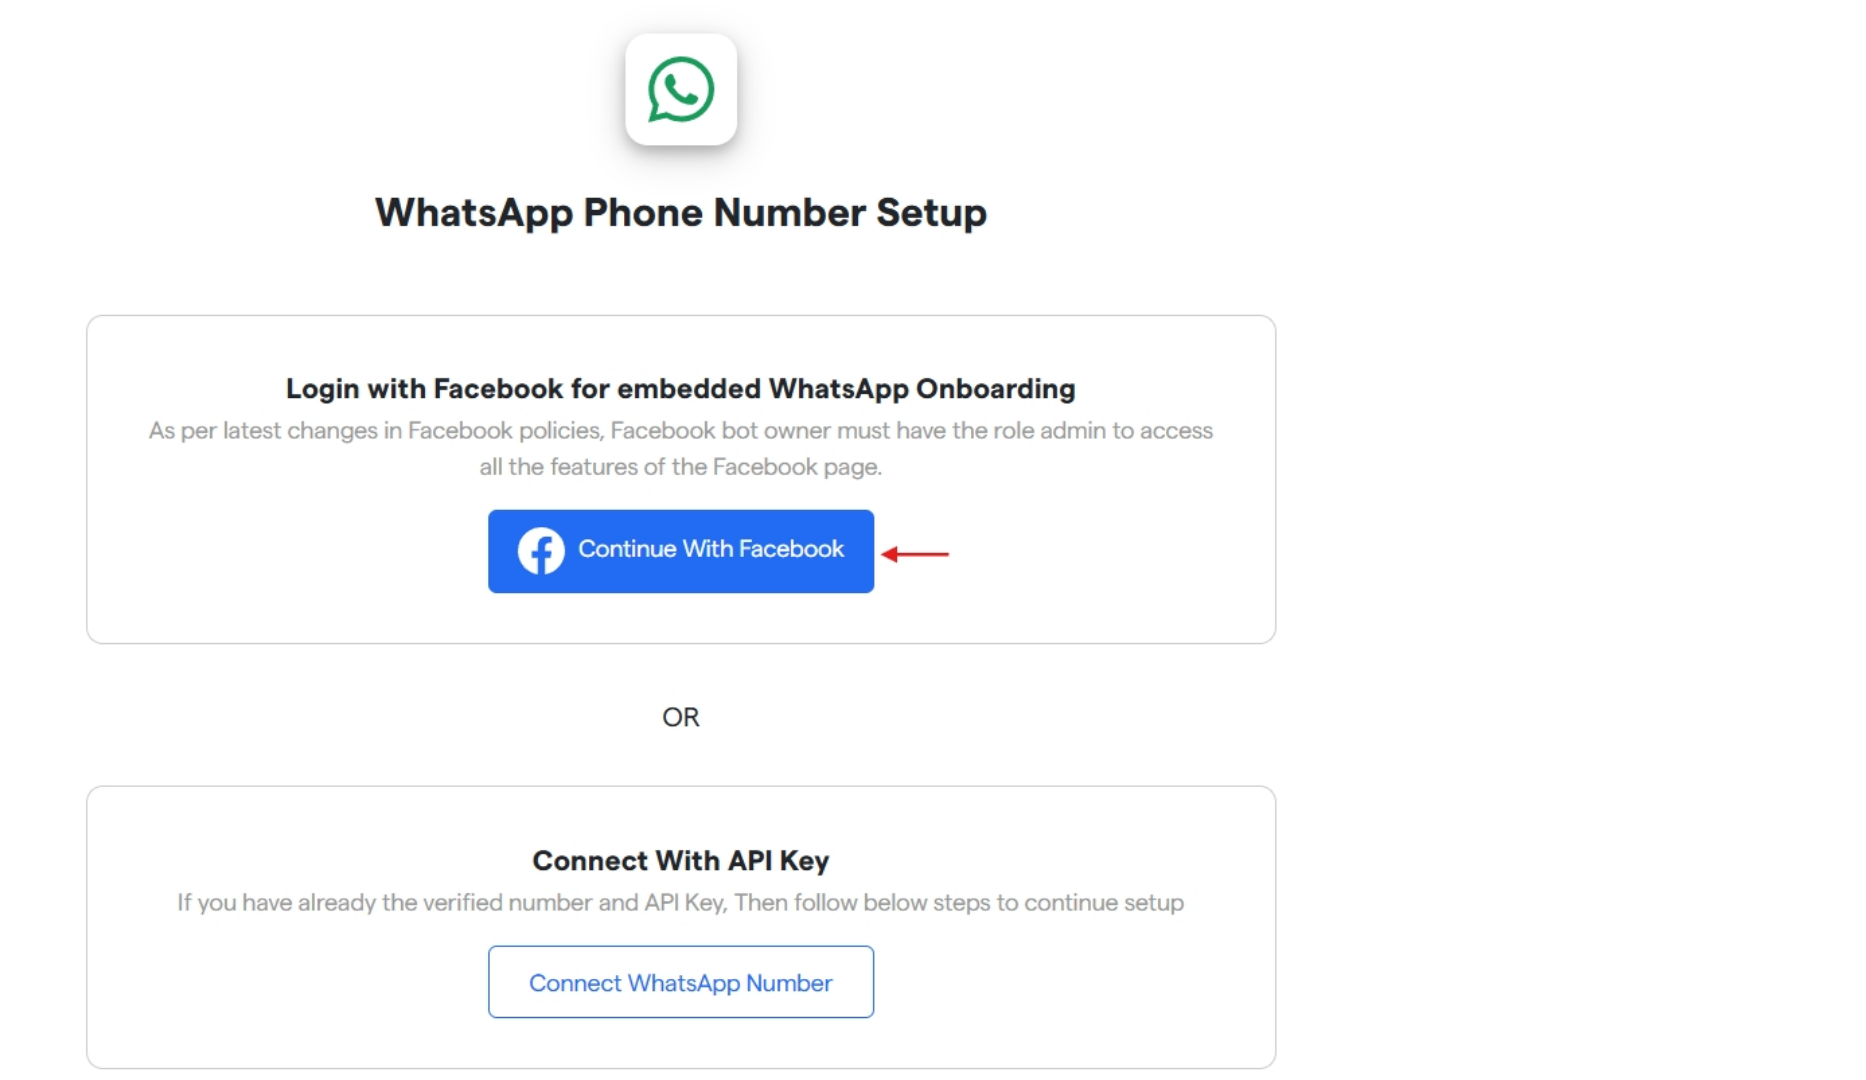 WhatsApp Phone Number Setup
Login with Facebook for embedded WhatsApp Onboarding
As per latest changes in Facebook policies, Facebook bot owner must have the role admin to access
all the features of the Facebook page.
Continue With Facebook
OR
Connect With API Key
If you have already the verified number and API Key, Then follow below steps to continue setup
Connect WhatsApp Number